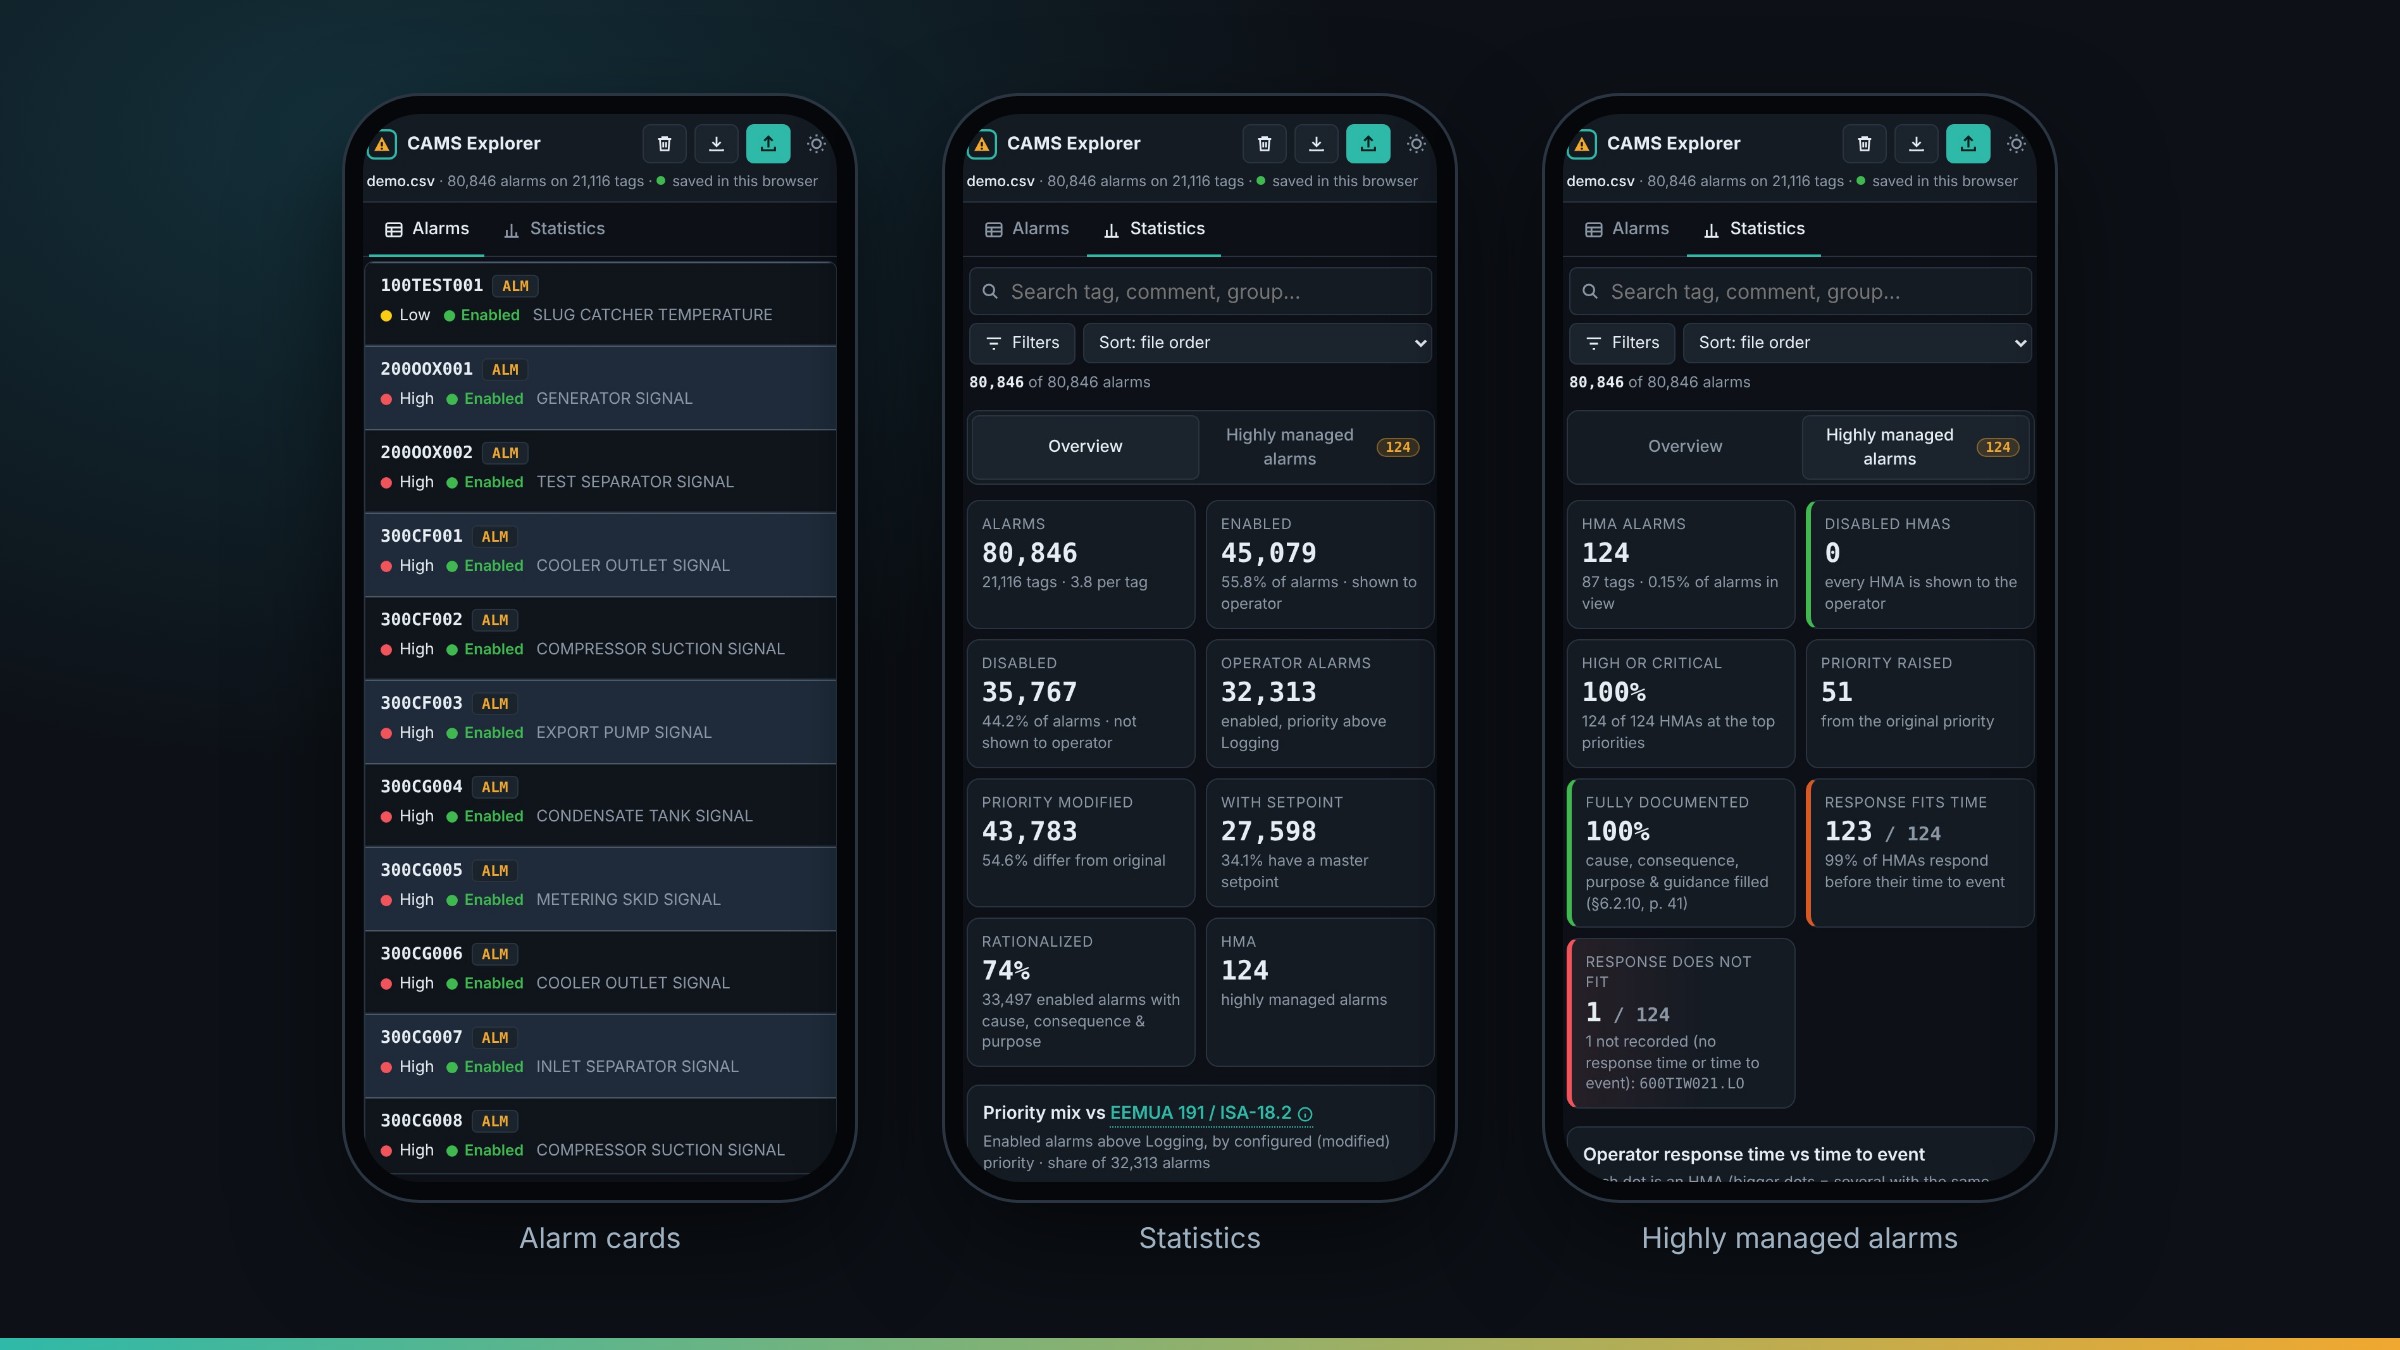 CAMS Explorer
demo.csv · 80,846 alarms on 21,116 tags · saved in this browser
Alarms Statistics
100TEST001 ALM
Low Enabled SLUG CATCHER TEMPERATURE
200OOX001 ALM
High Enabled GENERATOR SIGNAL
200OOX002 ALM
High Enabled TEST SEPARATOR SIGNAL
300CF001 ALM
High Enabled COOLER OUTLET SIGNAL
300CF002 ALM
High Enabled COMPRESSOR SUCTION SIGNAL
300CF003 ALM
High Enabled EXPORT PUMP SIGNAL
300CG004 ALM
High Enabled CONDENSATE TANK SIGNAL
300CG005 ALM
High Enabled METERING SKID SIGNAL
300CG006 ALM
High Enabled COOLER OUTLET SIGNAL
300CG007 ALM
High Enabled INLET SEPARATOR SIGNAL
300CG008 ALM
High Enabled COMPRESSOR SUCTION SIGNAL
Alarm cards
CAMS Explorer
demo.csv · 80,846 alarms on 21,116 tags · saved in this browser
Alarms Statistics
Search tag, comment, group...
Filters Sort: file order
80,846 of 80,846 alarms
Overview Highly managed alarms 124
ALARMS
80,846
21,116 tags · 3.8 per tag
ENABLED
45,079
55.8% of alarms · shown to
operator
DISABLED
35,767
44.2% of alarms · not
shown to operator
OPERATOR ALARMS
32,313
enabled, priority above
Logging
PRIORITY MODIFIED
43,783
54.6% differ from original
WITH SETPOINT
27,598
34.1% have a master
setpoint
RATIONALIZED
74%
33,497 enabled alarms with
cause, consequence &
purpose
HMA
124
highly managed alarms
Priority mix vs EEMUA 191 / ISA-18.2
Enabled alarms above Logging, by configured (modified)
priority · share of 32,313 alarms
Statistics
CAMS Explorer
demo.csv · 80,846 alarms on 21,116 tags · saved in this browser
Alarms Statistics
Search tag, comment, group...
Filters Sort: file order
80,846 of 80,846 alarms
Overview Highly managed alarms 124
HMA ALARMS
124
87 tags · 0.15% of alarms in
view
DISABLED HMAS
0
every HMA is shown to the
operator
HIGH OR CRITICAL
100%
124 of 124 HMAs at the top
priorities
PRIORITY RAISED
51
from the original priority
FULLY DOCUMENTED
100%
cause, consequence,
purpose & guidance filled
(§6.2.10, p. 41)
RESPONSE FITS TIME
123 / 124
99% of HMAs respond
before their time to event
RESPONSE DOES NOT
FIT
1 / 124
1 not recorded (no
response time or time to
event): 600TIW021.LO
Operator response time vs time to event
dot is an HMA (bigger dots = several with the same
Highly managed alarms